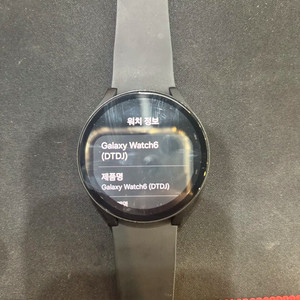 워치 정보
Galaxy Watch6
(DTDJ)
제품명
Galaxy Watch6 (DTDJ)